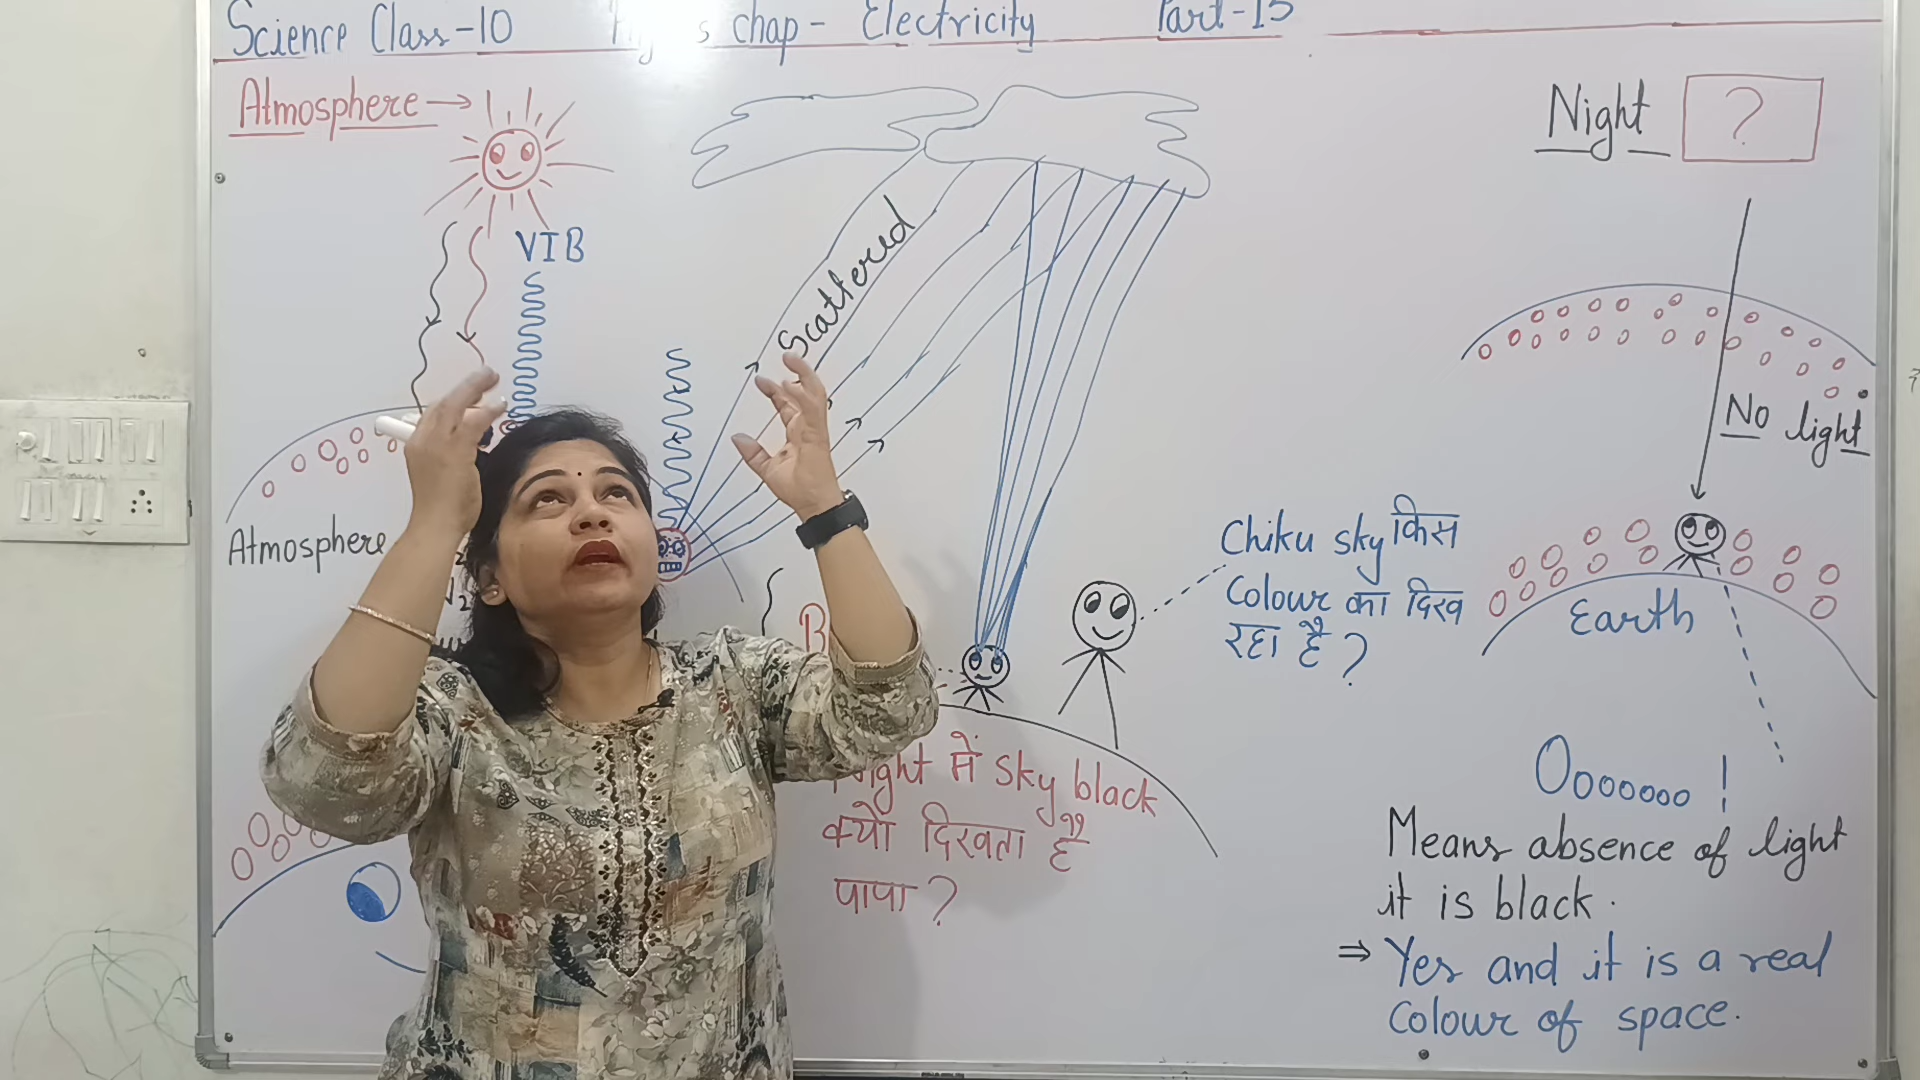 Science Class-10 chap- Electricity Part-15
Atmosphere →
VIB
Scattered
Night ?
No light
Atmosphere
Earth
Chiku sky किस
Colour का दिख
रहा है ?
Night में sky black
क्यों दिखता है
पापा ?
Ooooooo !
Means absence of light
it is black.
⇒ Yes and it is a real
Colour of space.